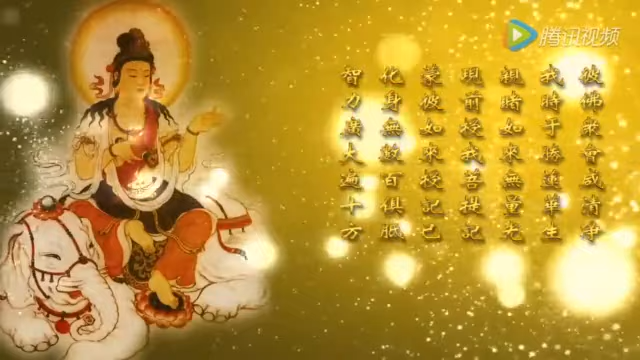 腾讯视频
彼佛衆會咸清淨
我時于勝蓮華生
親睹如來無量光
現前授我菩提記
蒙彼如來授記已
化身無數百俱胝
智力廣大遍十方